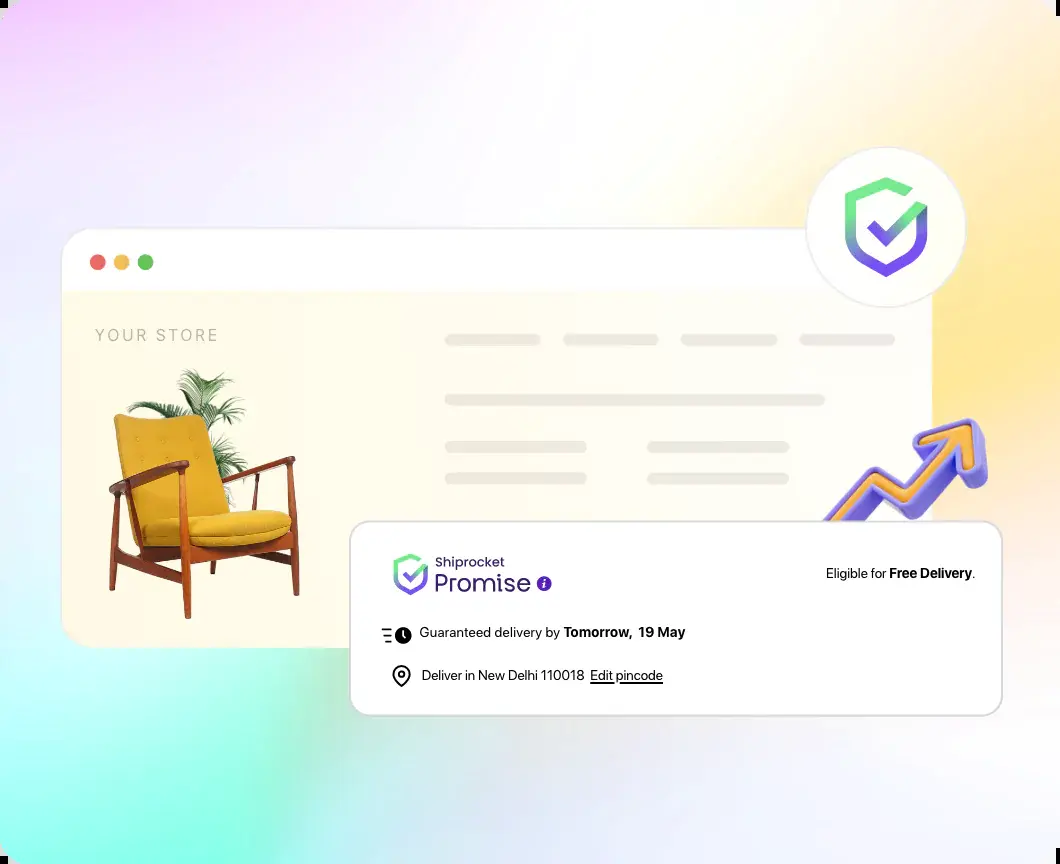 YOUR STORE
Shiprocket
Promise
Eligible for Free Delivery.
Guaranteed delivery by Tomorrow, 19 May
Deliver in New Delhi 110018 Edit pincode